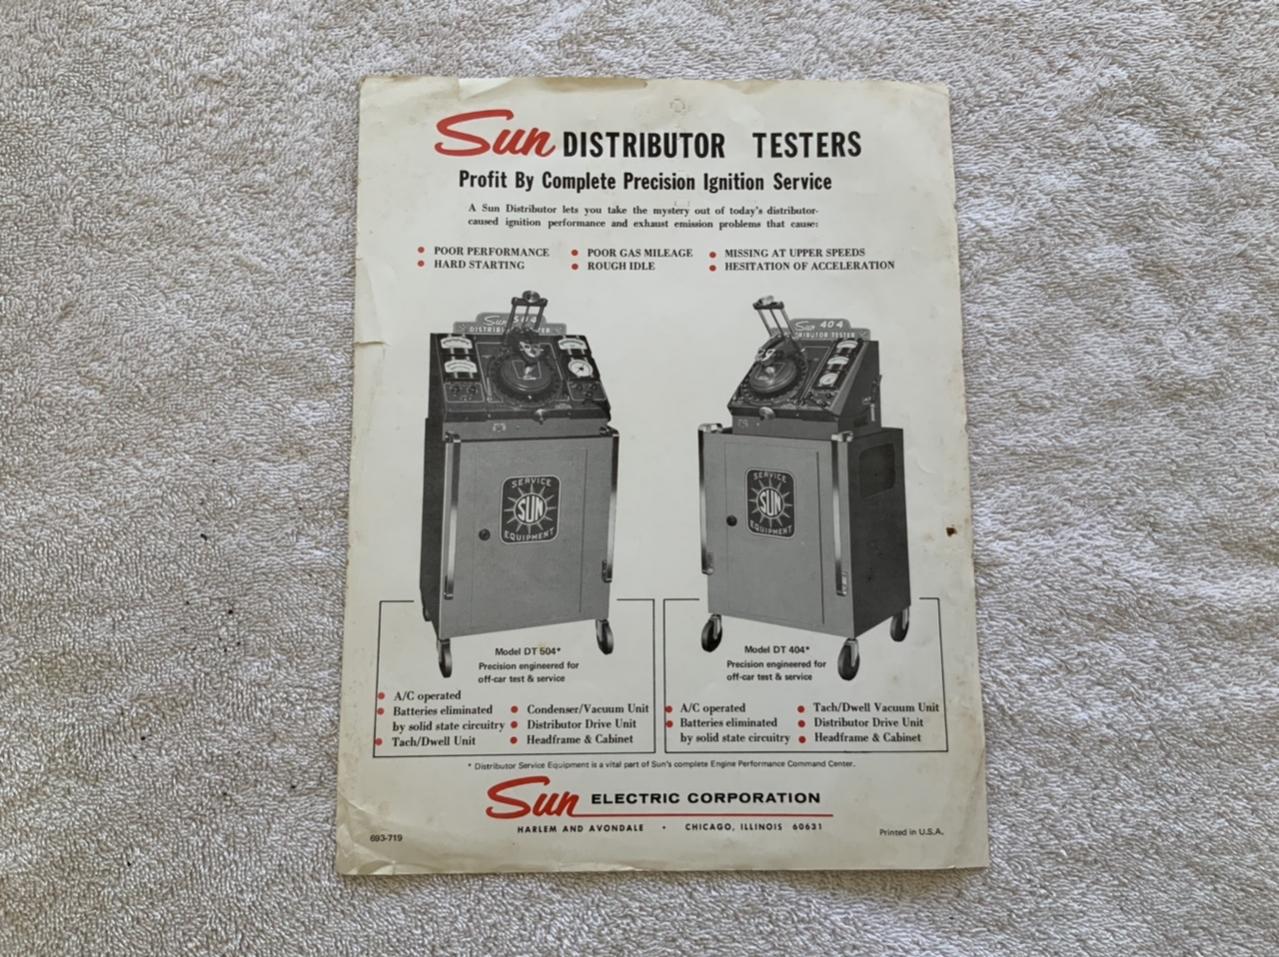 Sun DISTRIBUTOR TESTERS
Profit By Complete Precision Ignition Service
A Sun Distributor lets you take the mystery out of today's distributor-
caused ignition performance and exhaust emission problems that cause:
• POOR PERFORMANCE • POOR GAS MILEAGE • MISSING AT UPPER SPEEDS
• HARD STARTING • ROUGH IDLE • HESITATION OF ACCELERATION
Sun
Sun 404
TESTER
SERVICE
SUN
EQUIPMENT
SERVICE
SUN
EQUIPMENT
Model DT 504*
Precision engineered for
off-car test & service
• A/C operated
• Batteries eliminated
by solid state circuitry
• Tach/Dwell Unit
• Condenser/Vacuum Unit
• Distributor Drive Unit
• Headframe & Cabinet
Model DT 404*
Precision engineered for
off-car test & service
• A/C operated
• Batteries eliminated
by solid state circuitry
• Tach/Dwell Vacuum Unit
• Distributor Drive Unit
• Headframe & Cabinet
* Distributor Service Equipment is a vital part of Sun's complete Engine Performance Command Center.
Sun ELECTRIC CORPORATION
HARLEM AND AVONDALE • CHICAGO, ILLINOIS 60631
693-719
Printed in U.S.A.